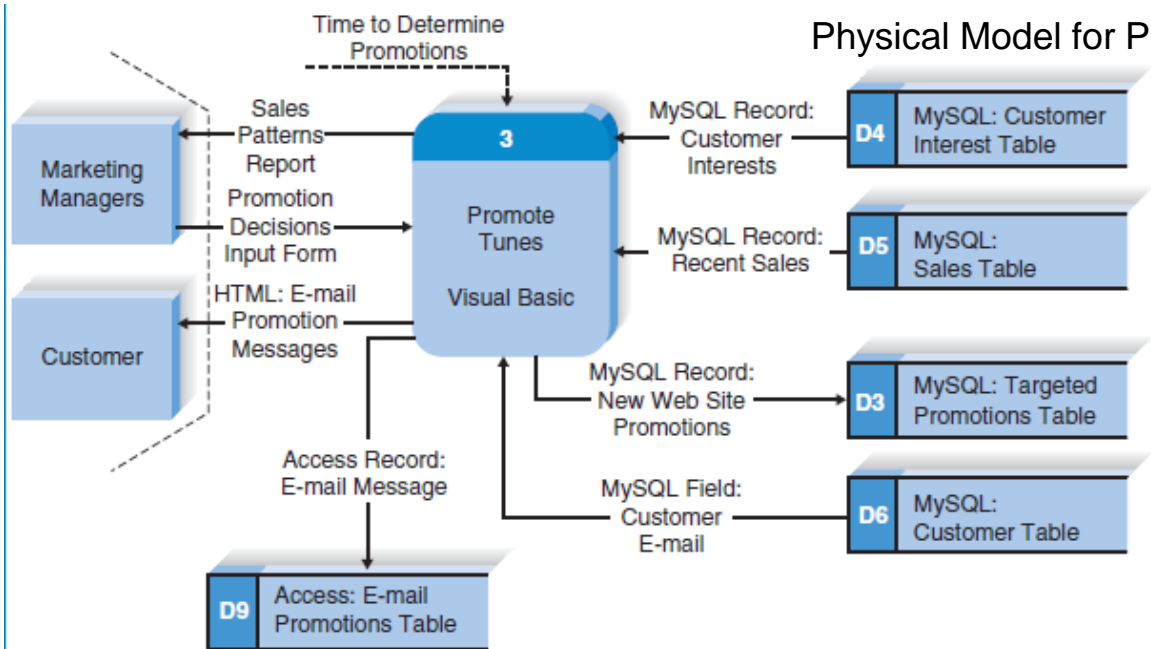 Physical Model for P
Time to Determine
Promotions
Marketing
Managers
Sales
Patterns
Report
Promotion
Decisions
Input Form
Customer
HTML: E-mail
Promotion
Messages
3
Promote
Tunes
Visual Basic
MySQL Record:
Customer
Interests
D4
MySQL: Customer
Interest Table
MySQL Record:
Recent Sales
D5
MySQL:
Sales Table
MySQL Record:
New Web Site
Promotions
D3
MySQL: Targeted
Promotions Table
MySQL Field:
Customer
E-mail
D6
MySQL:
Customer Table
Access Record:
E-mail Message
D9
Access: E-mail
Promotions Table